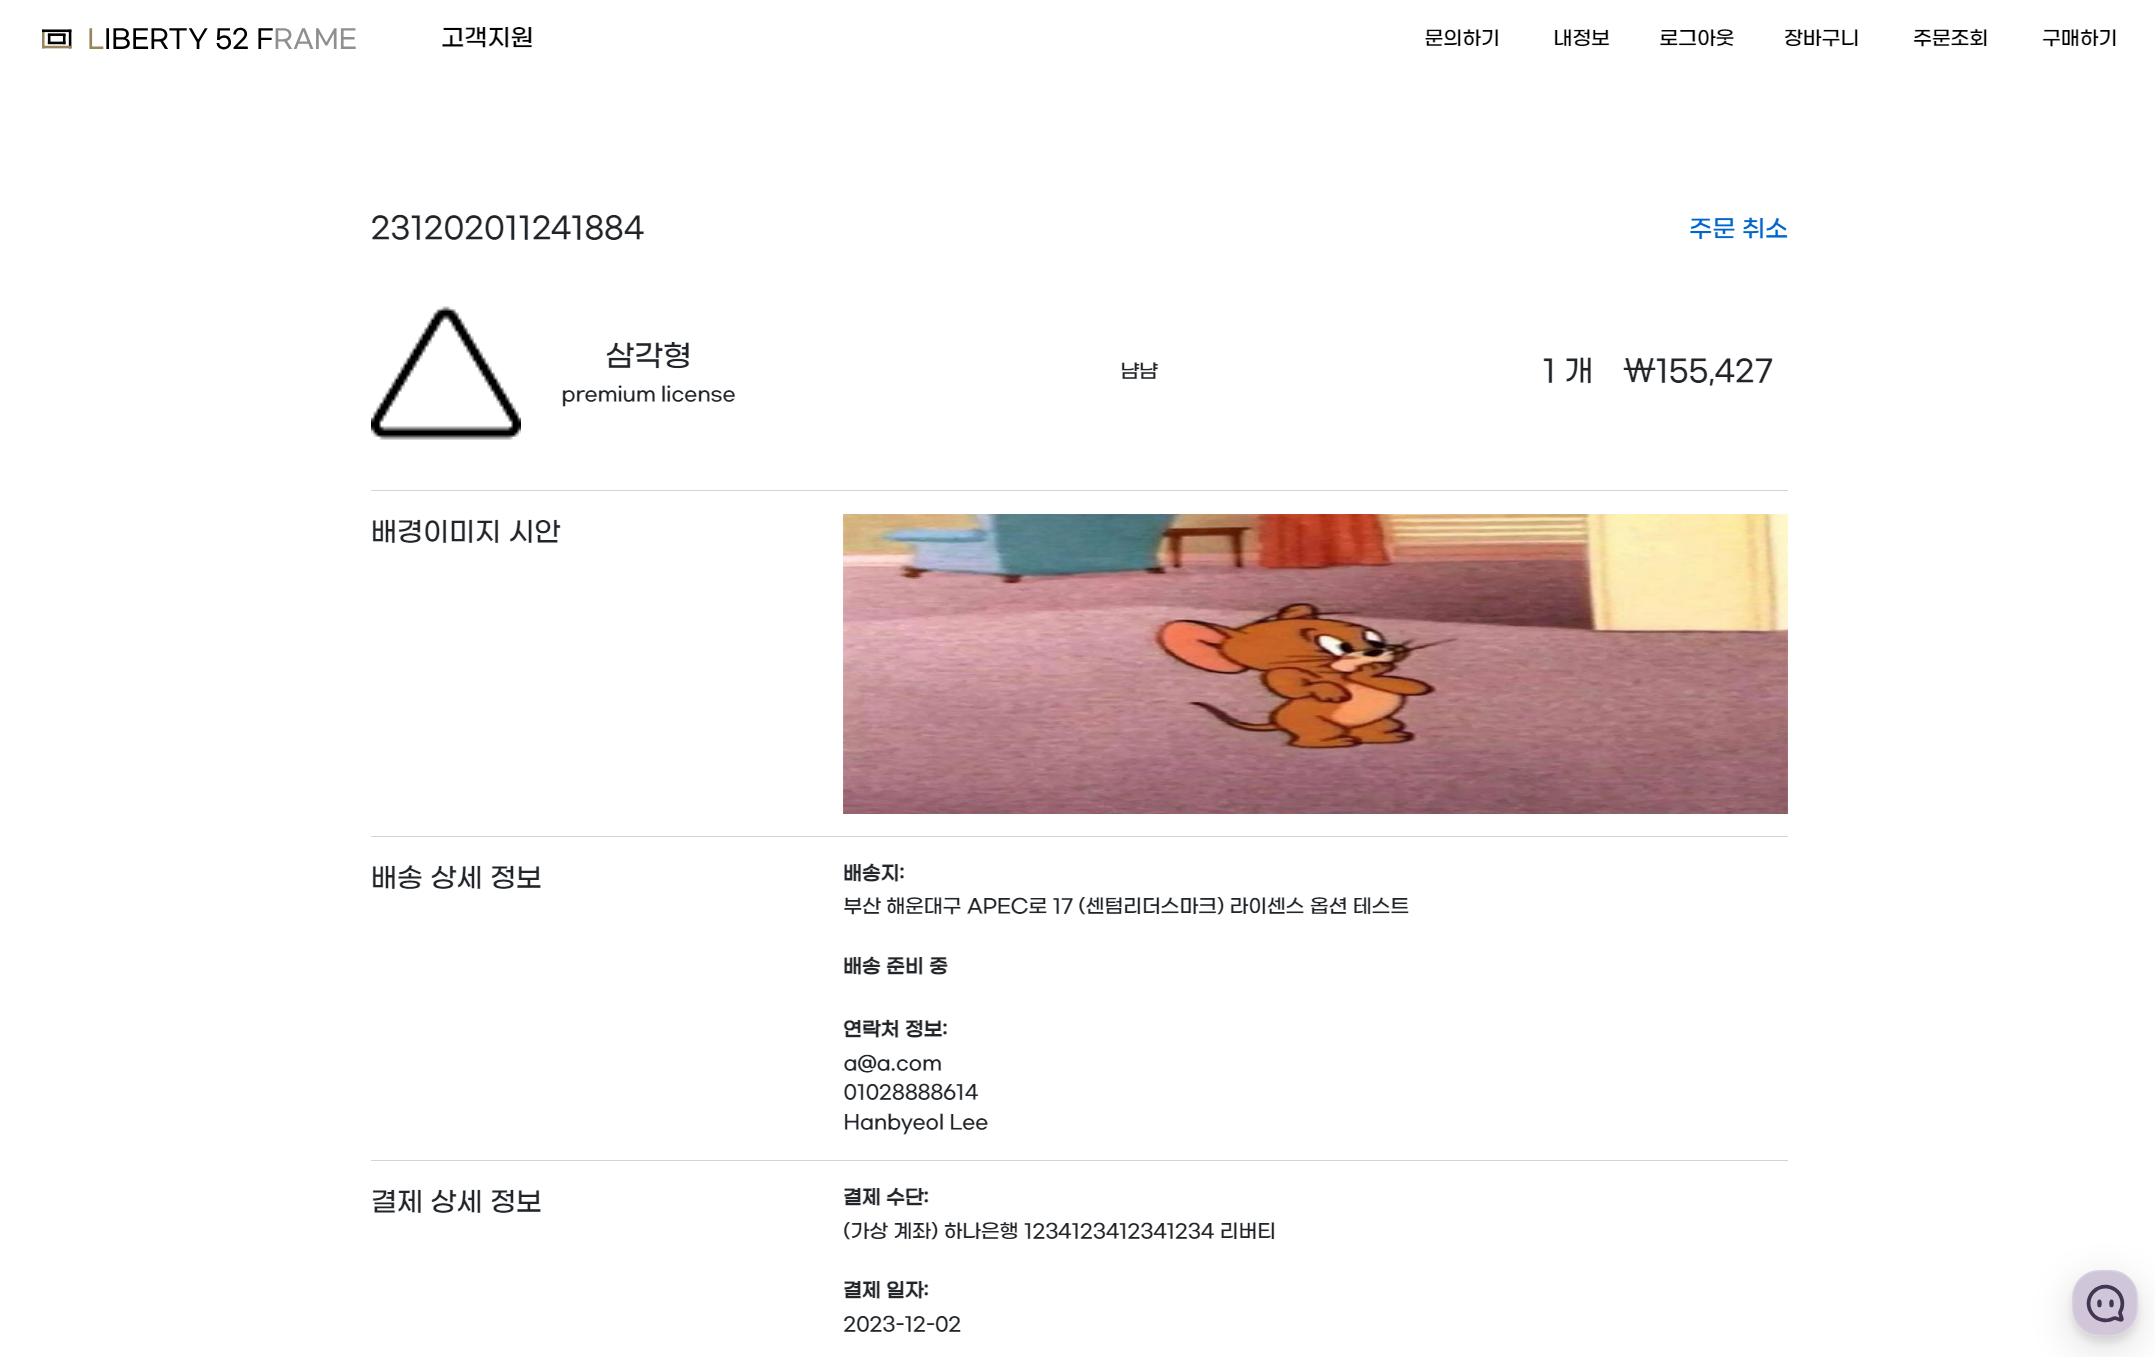 LIBERTY 52 FRAME
고객지원
문의하기
내정보
로그아웃
장바구니
주문조회
구매하기
231202011241884
주문 취소
삼각형
premium license
냠냠
1 개
₩155,427
배경이미지 시안
배송 상세 정보
배송지:
부산 해운대구 APEC로 17 (센텀리더스마크) 라이센스 옵션 테스트
배송 준비 중
연락처 정보:
a@a.com
01028888614
Hanbyeol Lee
결제 상세 정보
결제 수단:
(가상 계좌) 하나은행 1234123412341234 리버티
결제 일자:
2023-12-02